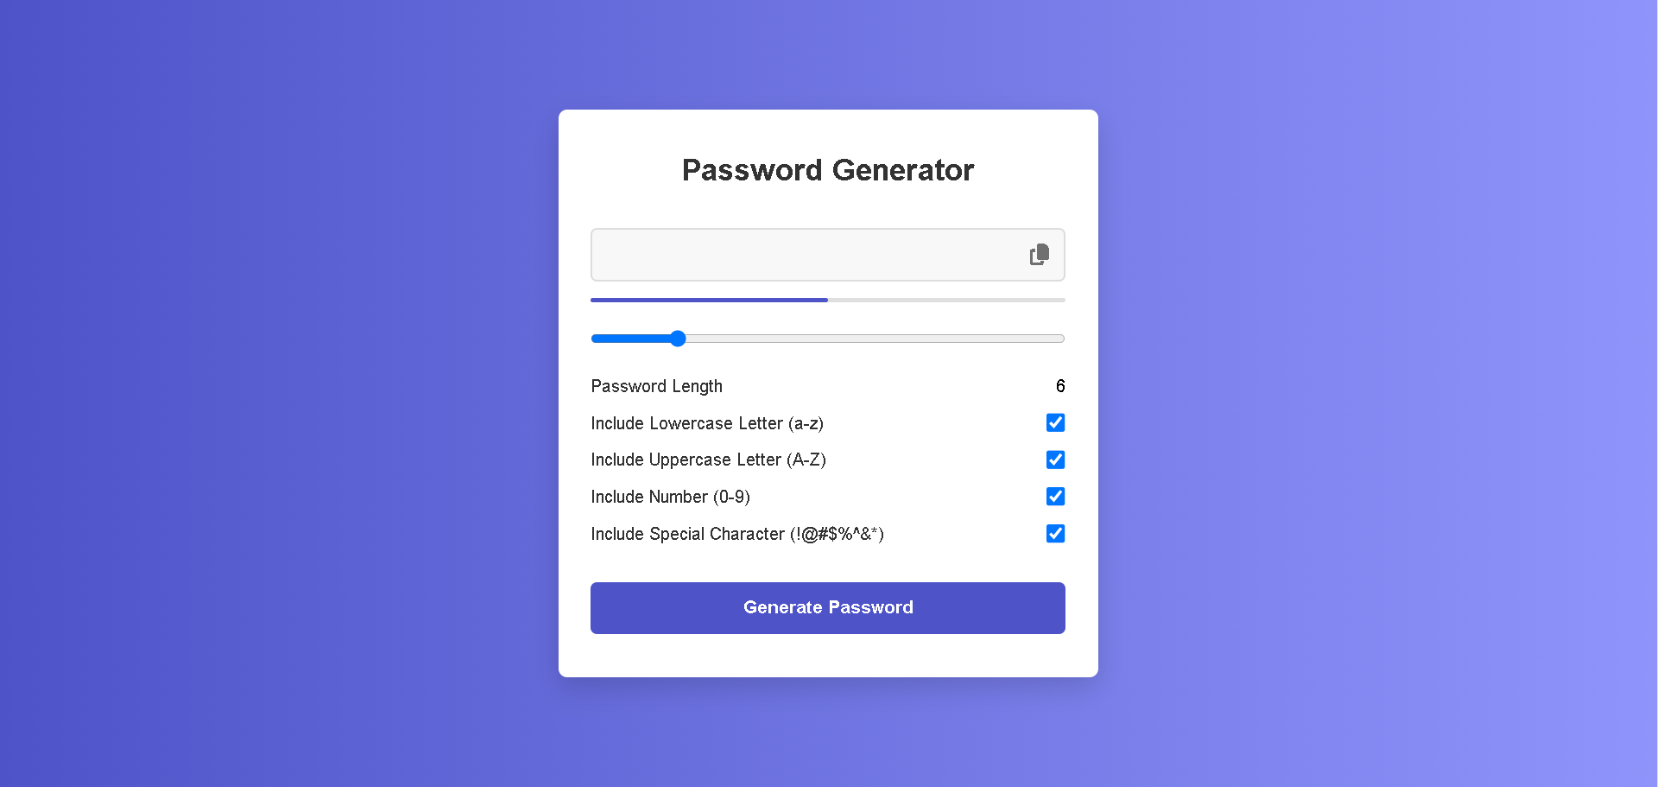 Password Generator
Password Length 6
Include Lowercase Letter (a-z)
Include Uppercase Letter (A-Z)
Include Number (0-9)
Include Special Character (!@#$%^&*)
Generate Password